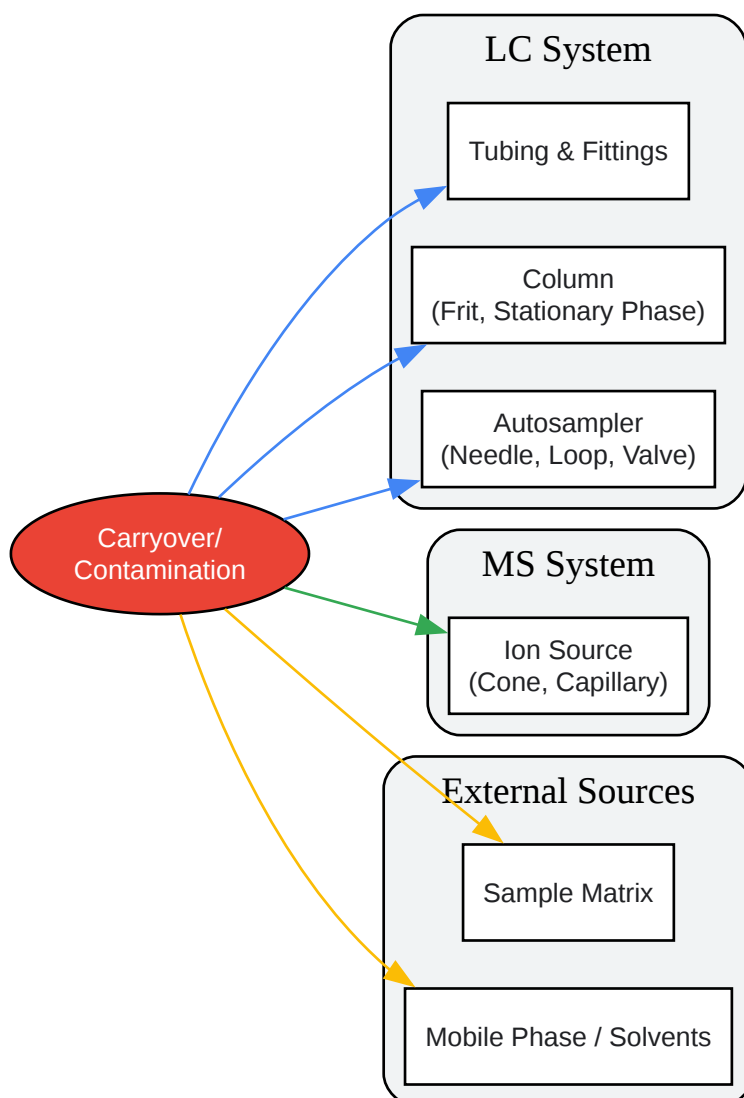 LC System
Tubing & Fittings
Column
(Frit, Stationary Phase)
Autosampler
(Needle, Loop, Valve)
Carryover/
Contamination
MS System
Ion Source
(Cone, Capillary)
External Sources
Sample Matrix
Mobile Phase / Solvents